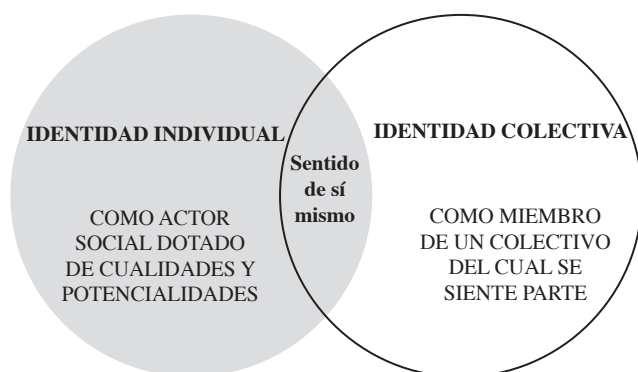 IDENTIDAD INDIVIDUAL
COMO ACTOR
SOCIAL DOTADO
DE CUALIDADES Y
POTENCIALIDADES
Sentido
de sí
mismo
IDENTIDAD COLECTIVA
COMO MIEMBRO
DE UN COLECTIVO
DEL CUAL SE
SIENTE PARTE